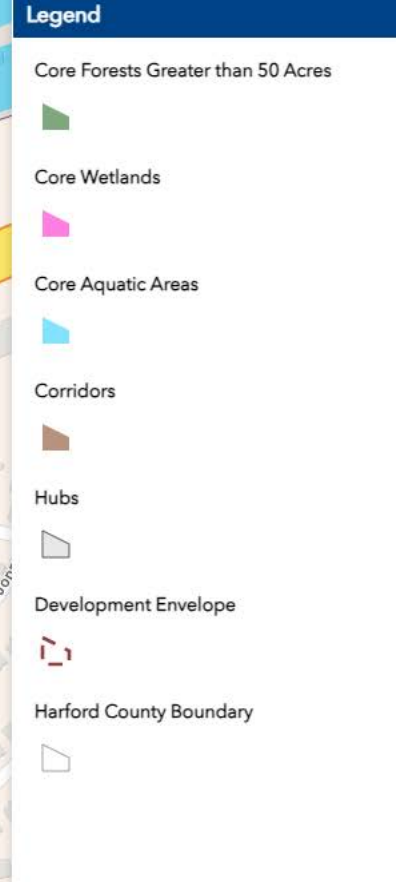 Legend
Core Forests Greater than 50 Acres
Core Wetlands
Core Aquatic Areas
Corridors
Hubs
Development Envelope
Harford County Boundary